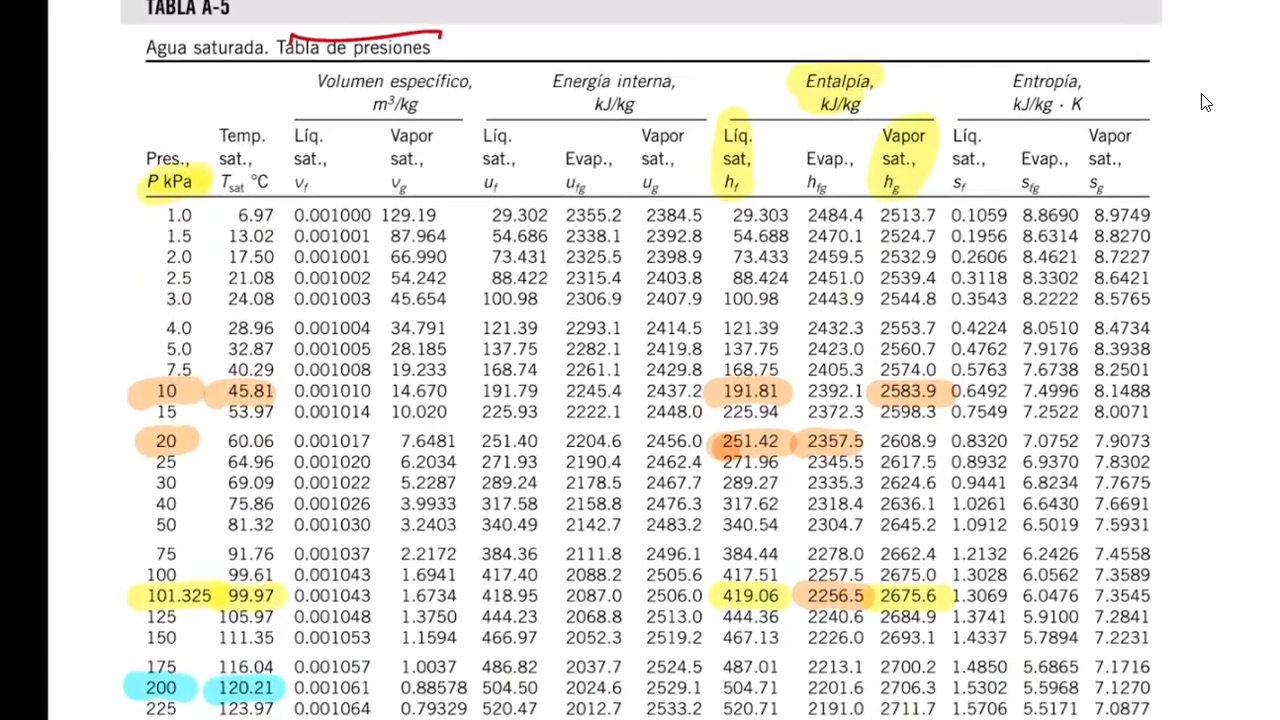 TABLA A-5
Agua saturada. Tabla de presiones
Volumen específico, Energía interna, Entalpía, Entropía,
m³/kg kJ/kg kJ/kg kJ/kg · K
Temp. Líq. Vapor Líq. Vapor Líq. Vapor Líq. Vapor
Pres., sat., sat., sat., sat., Evap., sat., sat, Evap., sat., sat., Evap., sat.,
P kPa Tsat °C vf vg uf ufg ug hf hfg hg sf sfg sg
1.0 6.97 0.001000 129.19 29.302 2355.2 2384.5 29.303 2484.4 2513.7 0.1059 8.8690 8.9749
1.5 13.02 0.001001 87.964 54.686 2338.1 2392.8 54.688 2470.1 2524.7 0.1956 8.6314 8.8270
2.0 17.50 0.001001 66.990 73.431 2325.5 2398.9 73.433 2459.5 2532.9 0.2606 8.4621 8.7227
2.5 21.08 0.001002 54.242 88.422 2315.4 2403.8 88.424 2451.0 2539.4 0.3118 8.3302 8.6421
3.0 24.08 0.001003 45.654 100.98 2306.9 2407.9 100.98 2443.9 2544.8 0.3543 8.2222 8.5765
4.0 28.96 0.001004 34.791 121.39 2293.1 2414.5 121.39 2432.3 2553.7 0.4224 8.0510 8.4734
5.0 32.87 0.001005 28.185 137.75 2282.1 2419.8 137.75 2423.0 2560.7 0.4762 7.9176 8.3938
7.5 40.29 0.001008 19.233 168.74 2261.1 2429.8 168.75 2405.3 2574.0 0.5763 7.6738 8.2501
10 45.81 0.001010 14.670 191.79 2245.4 2437.2 191.81 2392.1 2583.9 0.6492 7.4996 8.1488
15 53.97 0.001014 10.020 225.93 2222.1 2448.0 225.94 2372.3 2598.3 0.7549 7.2522 8.0071
20 60.06 0.001017 7.6481 251.40 2204.6 2456.0 251.42 2357.5 2608.9 0.8320 7.0752 7.9073
25 64.96 0.001020 6.2034 271.93 2190.4 2462.4 271.96 2345.5 2617.5 0.8932 6.9370 7.8302
30 69.09 0.001022 5.2287 289.24 2178.5 2467.7 289.27 2335.3 2624.6 0.9441 6.8234 7.7675
40 75.86 0.001026 3.9933 317.58 2158.8 2476.3 317.62 2318.4 2636.1 1.0261 6.6430 7.6691
50 81.32 0.001030 3.2403 340.49 2142.7 2483.2 340.54 2304.7 2645.2 1.0912 6.5019 7.5931
75 91.76 0.001037 2.2172 384.36 2111.8 2496.1 384.44 2278.0 2662.4 1.2132 6.2426 7.4558
100 99.61 0.001043 1.6941 417.40 2088.2 2505.6 417.51 2257.5 2675.0 1.3028 6.0562 7.3589
101.325 99.97 0.001043 1.6734 418.95 2087.0 2506.0 419.06 2256.5 2675.6 1.3069 6.0476 7.3545
125 105.97 0.001048 1.3750 444.23 2068.8 2513.0 444.36 2240.6 2684.9 1.3741 5.9100 7.2841
150 111.35 0.001053 1.1594 466.97 2052.3 2519.2 467.13 2226.0 2693.1 1.4337 5.7894 7.2231
175 116.04 0.001057 1.0037 486.82 2037.7 2524.5 487.01 2213.1 2700.2 1.4850 5.6865 7.1716
200 120.21 0.001061 0.88578 504.50 2024.6 2529.1 504.71 2201.6 2706.3 1.5302 5.5968 7.1270
225 123.97 0.001064 0.79329 520.47 2012.7 2533.2 520.71 2191.0 2711.7 1.5706 5.5171 7.0877